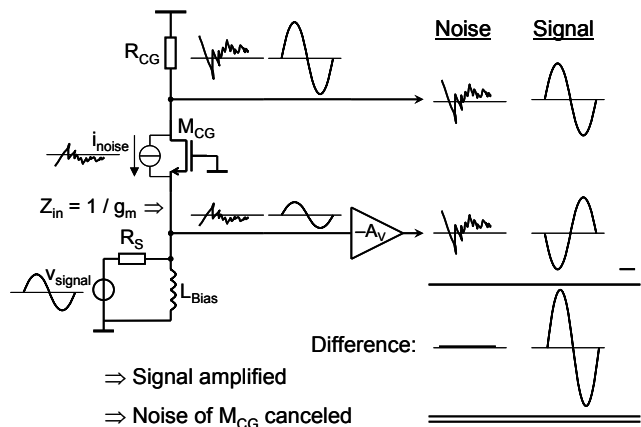 Noise Signal
R_CG
M_CG
i_noise
Z_in = 1 / g_m ⇒
R_S
–A_V
v_signal
L_Bias
–
Difference:
⇒ Signal amplified
⇒ Noise of M_CG canceled